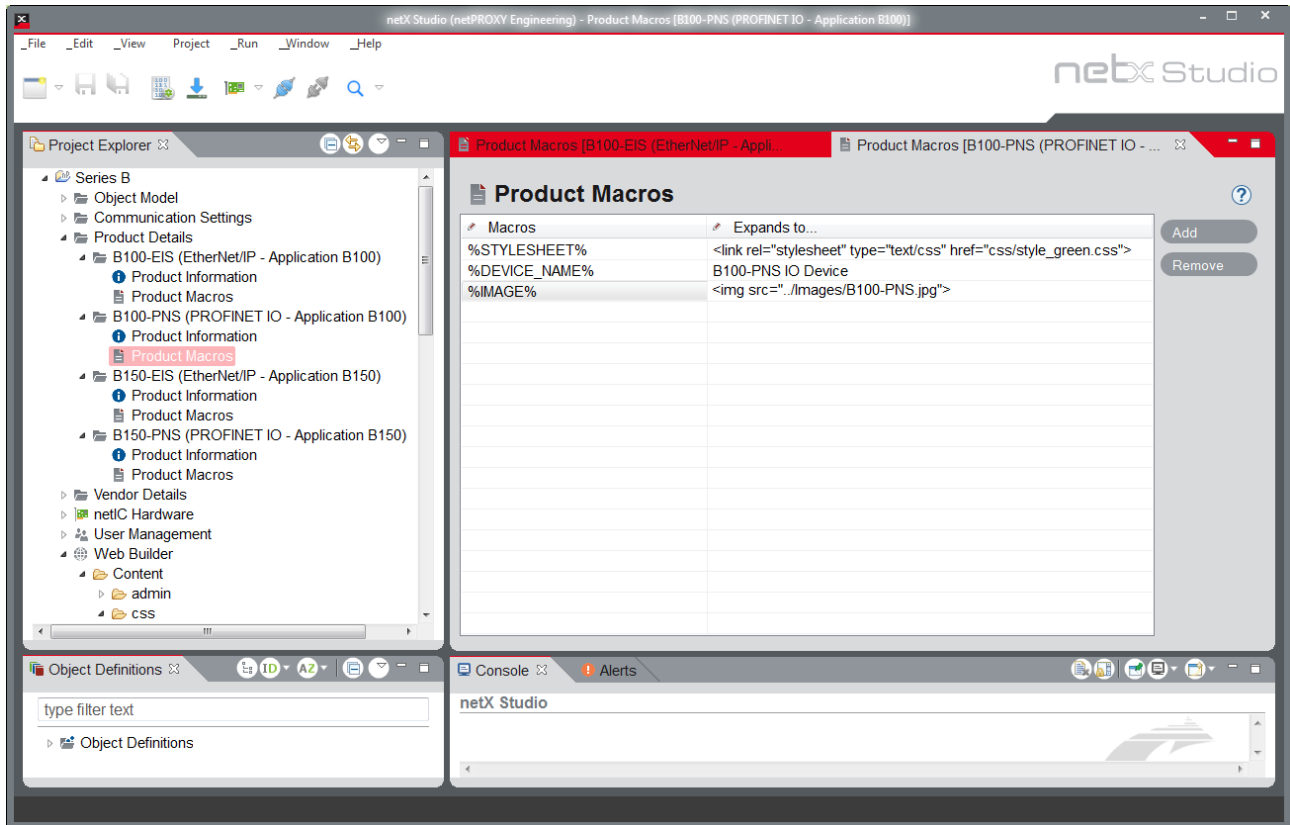 netX Studio (netPROXY Engineering) - Product Macros [B100-PNS (PROFINET IO - Application B100)]
_File _Edit _View Project _Run _Window _Help
netX Studio
Project Explorer
Series B
Object Model
Communication Settings
Product Details
B100-EIS (EtherNet/IP - Application B100)
Product Information
Product Macros
B100-PNS (PROFINET IO - Application B100)
Product Information
Product Macros
B150-EIS (EtherNet/IP - Application B150)
Product Information
Product Macros
B150-PNS (PROFINET IO - Application B150)
Product Information
Product Macros
Vendor Details
netIC Hardware
User Management
Web Builder
Content
admin
css
Product Macros [B100-EIS (EtherNet/IP - Appli...
Product Macros [B100-PNS (PROFINET IO - ...
Product Macros
Macros Expands to...
%STYLESHEET% <link rel="stylesheet" type="text/css" href="css/style_green.css">
%DEVICE_NAME% B100-PNS IO Device
%IMAGE% <img src="../Images/B100-PNS.jpg">
Add
Remove
Object Definitions
ID AZ
type filter text
Object Definitions
Console Alerts
netX Studio